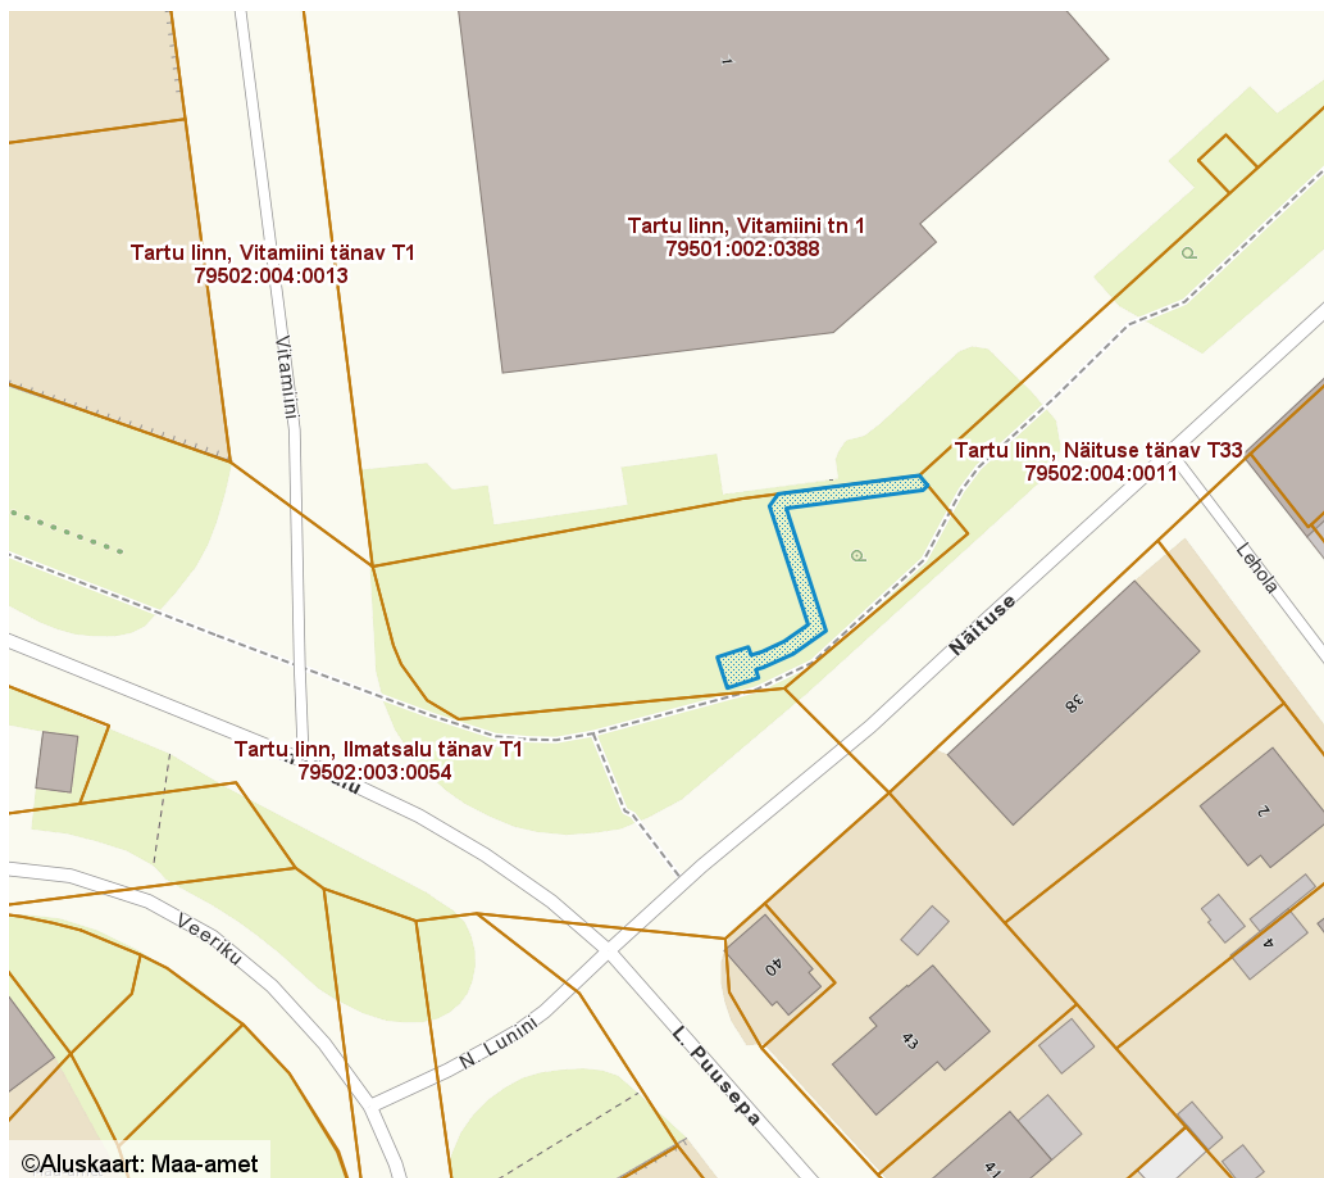 1
Tartu linn, Vitamiini tn 1
79501:002:0388
Tartu linn, Vitamiini tänav T1
79502:004:0013
Vitamiini
Tartu linn, Näituse tänav T33
79502:004:0011
Lehola
Näituse
38
Tartu linn, Ilmatsalu tänav T1
79502:003:0054
2
4
Veeriku
40
43
N. Lunini
L. Puusepa
41
©Aluskaart: Maa-amet